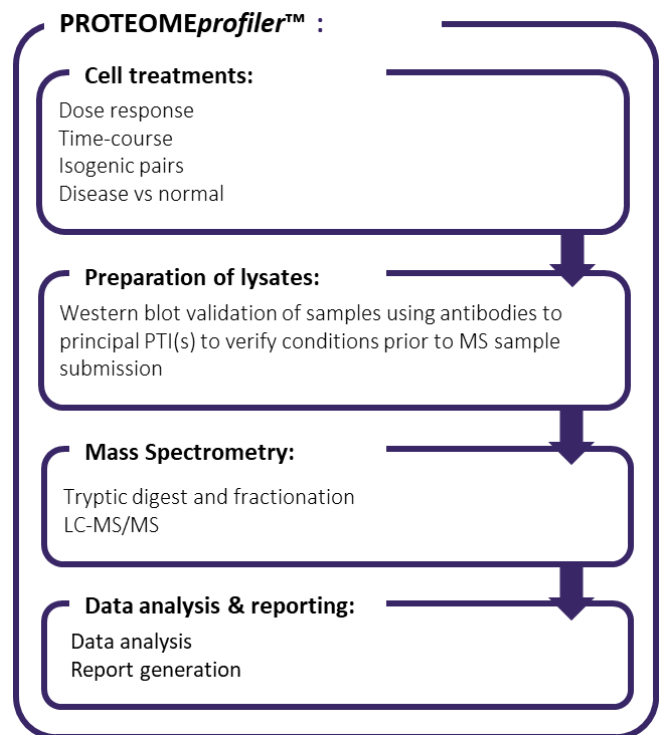 PROTEOMEprofiler™ :
Cell treatments:
Dose response
Time-course
Isogenic pairs
Disease vs normal
Preparation of lysates:
Western blot validation of samples using antibodies to
principal PTI(s) to verify conditions prior to MS sample
submission
Mass Spectrometry:
Tryptic digest and fractionation
LC-MS/MS
Data analysis & reporting:
Data analysis
Report generation